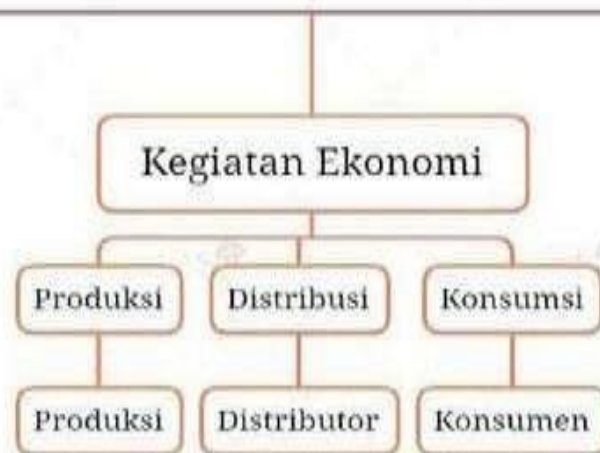 Kegiatan Ekonomi
Produksi Distribusi Konsumsi
Produksi Distributor Konsumen